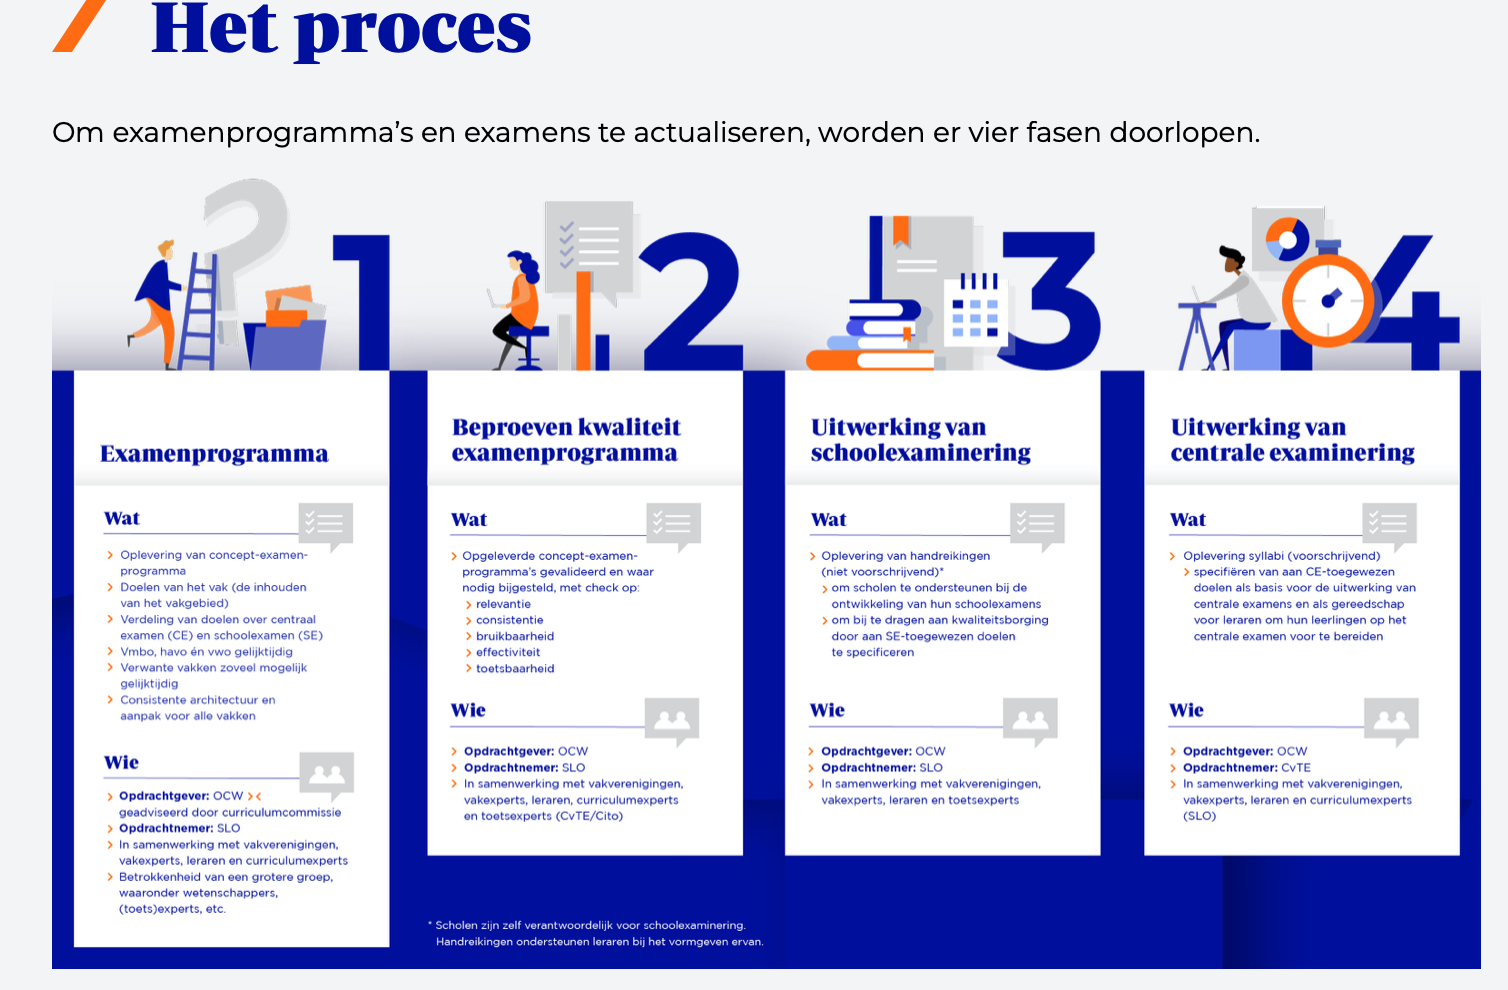 Het proces
Om examenprogramma’s en examens te actualiseren, worden er vier fasen doorlopen.
1
2
3
4
Examenprogramma
Wat
Oplevering van concept-examen-
programma
Doelen van het vak (de inhouden
van het vakgebied)
Verdeling van doelen over centraal
examen (CE) en schoolexamen (SE)
Vmbo, havo én vwo gelijktijdig
Verwante vakken zoveel mogelijk
gelijktijdig
Consistente architectuur en
aanpak voor alle vakken
Wie
Opdrachtgever: OCW ><
geadviseerd door curriculumcommissie
Opdrachtnemer: SLO
In samenwerking met vakverenigingen,
vakexperts, leraren en curriculumexperts
Betrokkenheid van een grotere groep,
waaronder wetenschappers,
(toets)experts, etc.
Beproeven kwaliteit
examenprogramma
Wat
Opgeleverde concept-examen-
programma’s gevalideerd en waar
nodig bijgesteld, met check op:
relevantie
consistentie
bruikbaarheid
effectiviteit
toetsbaarheid
Wie
Opdrachtgever: OCW
Opdrachtnemer: SLO
In samenwerking met vakverenigingen,
vakexperts, leraren, curriculumexperts
en toetsexperts (CvTE/Cito)
Uitwerking van
schoolexaminering
Wat
Oplevering van handreikingen
(niet voorschrijvend)*
om scholen te ondersteunen bij de
ontwikkeling van hun schoolexamens
om bij te dragen aan kwaliteitsborging
door aan SE-toegewezen doelen
te specificeren
Wie
Opdrachtgever: OCW
Opdrachtnemer: SLO
In samenwerking met vakverenigingen,
vakexperts, leraren en toetsexperts
Uitwerking van
centrale examinering
Wat
Oplevering syllabi (voorschrijvend)
specifiëren van aan CE-toegewezen
doelen als basis voor de uitwerking van
centrale examens en als gereedschap
voor leraren om hun leerlingen op het
centrale examen voor te bereiden
Wie
Opdrachtgever: OCW
Opdrachtnemer: CvTE
In samenwerking met vakverenigingen,
vakexperts, leraren en curriculumexperts
(SLO)
* Scholen zijn zelf verantwoordelijk voor schoolexaminering.
Handreikingen ondersteunen leraren bij het vormgeven ervan.